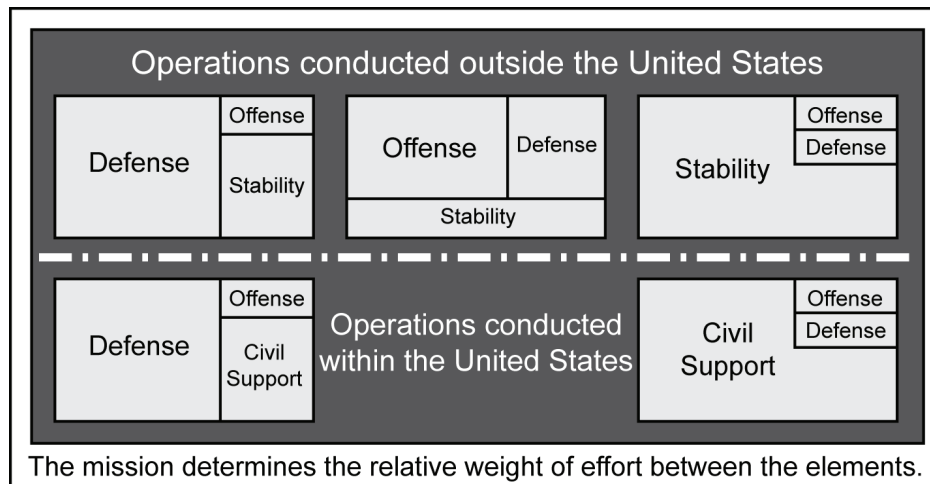 Operations conducted outside the United States
Defense
Offense
Stability
Offense
Defense
Stability
Stability
Offense
Defense
Defense
Offense
Civil
Support
Operations conducted
within the United States
Civil
Support
Offense
Defense
The mission determines the relative weight of effort between the elements.